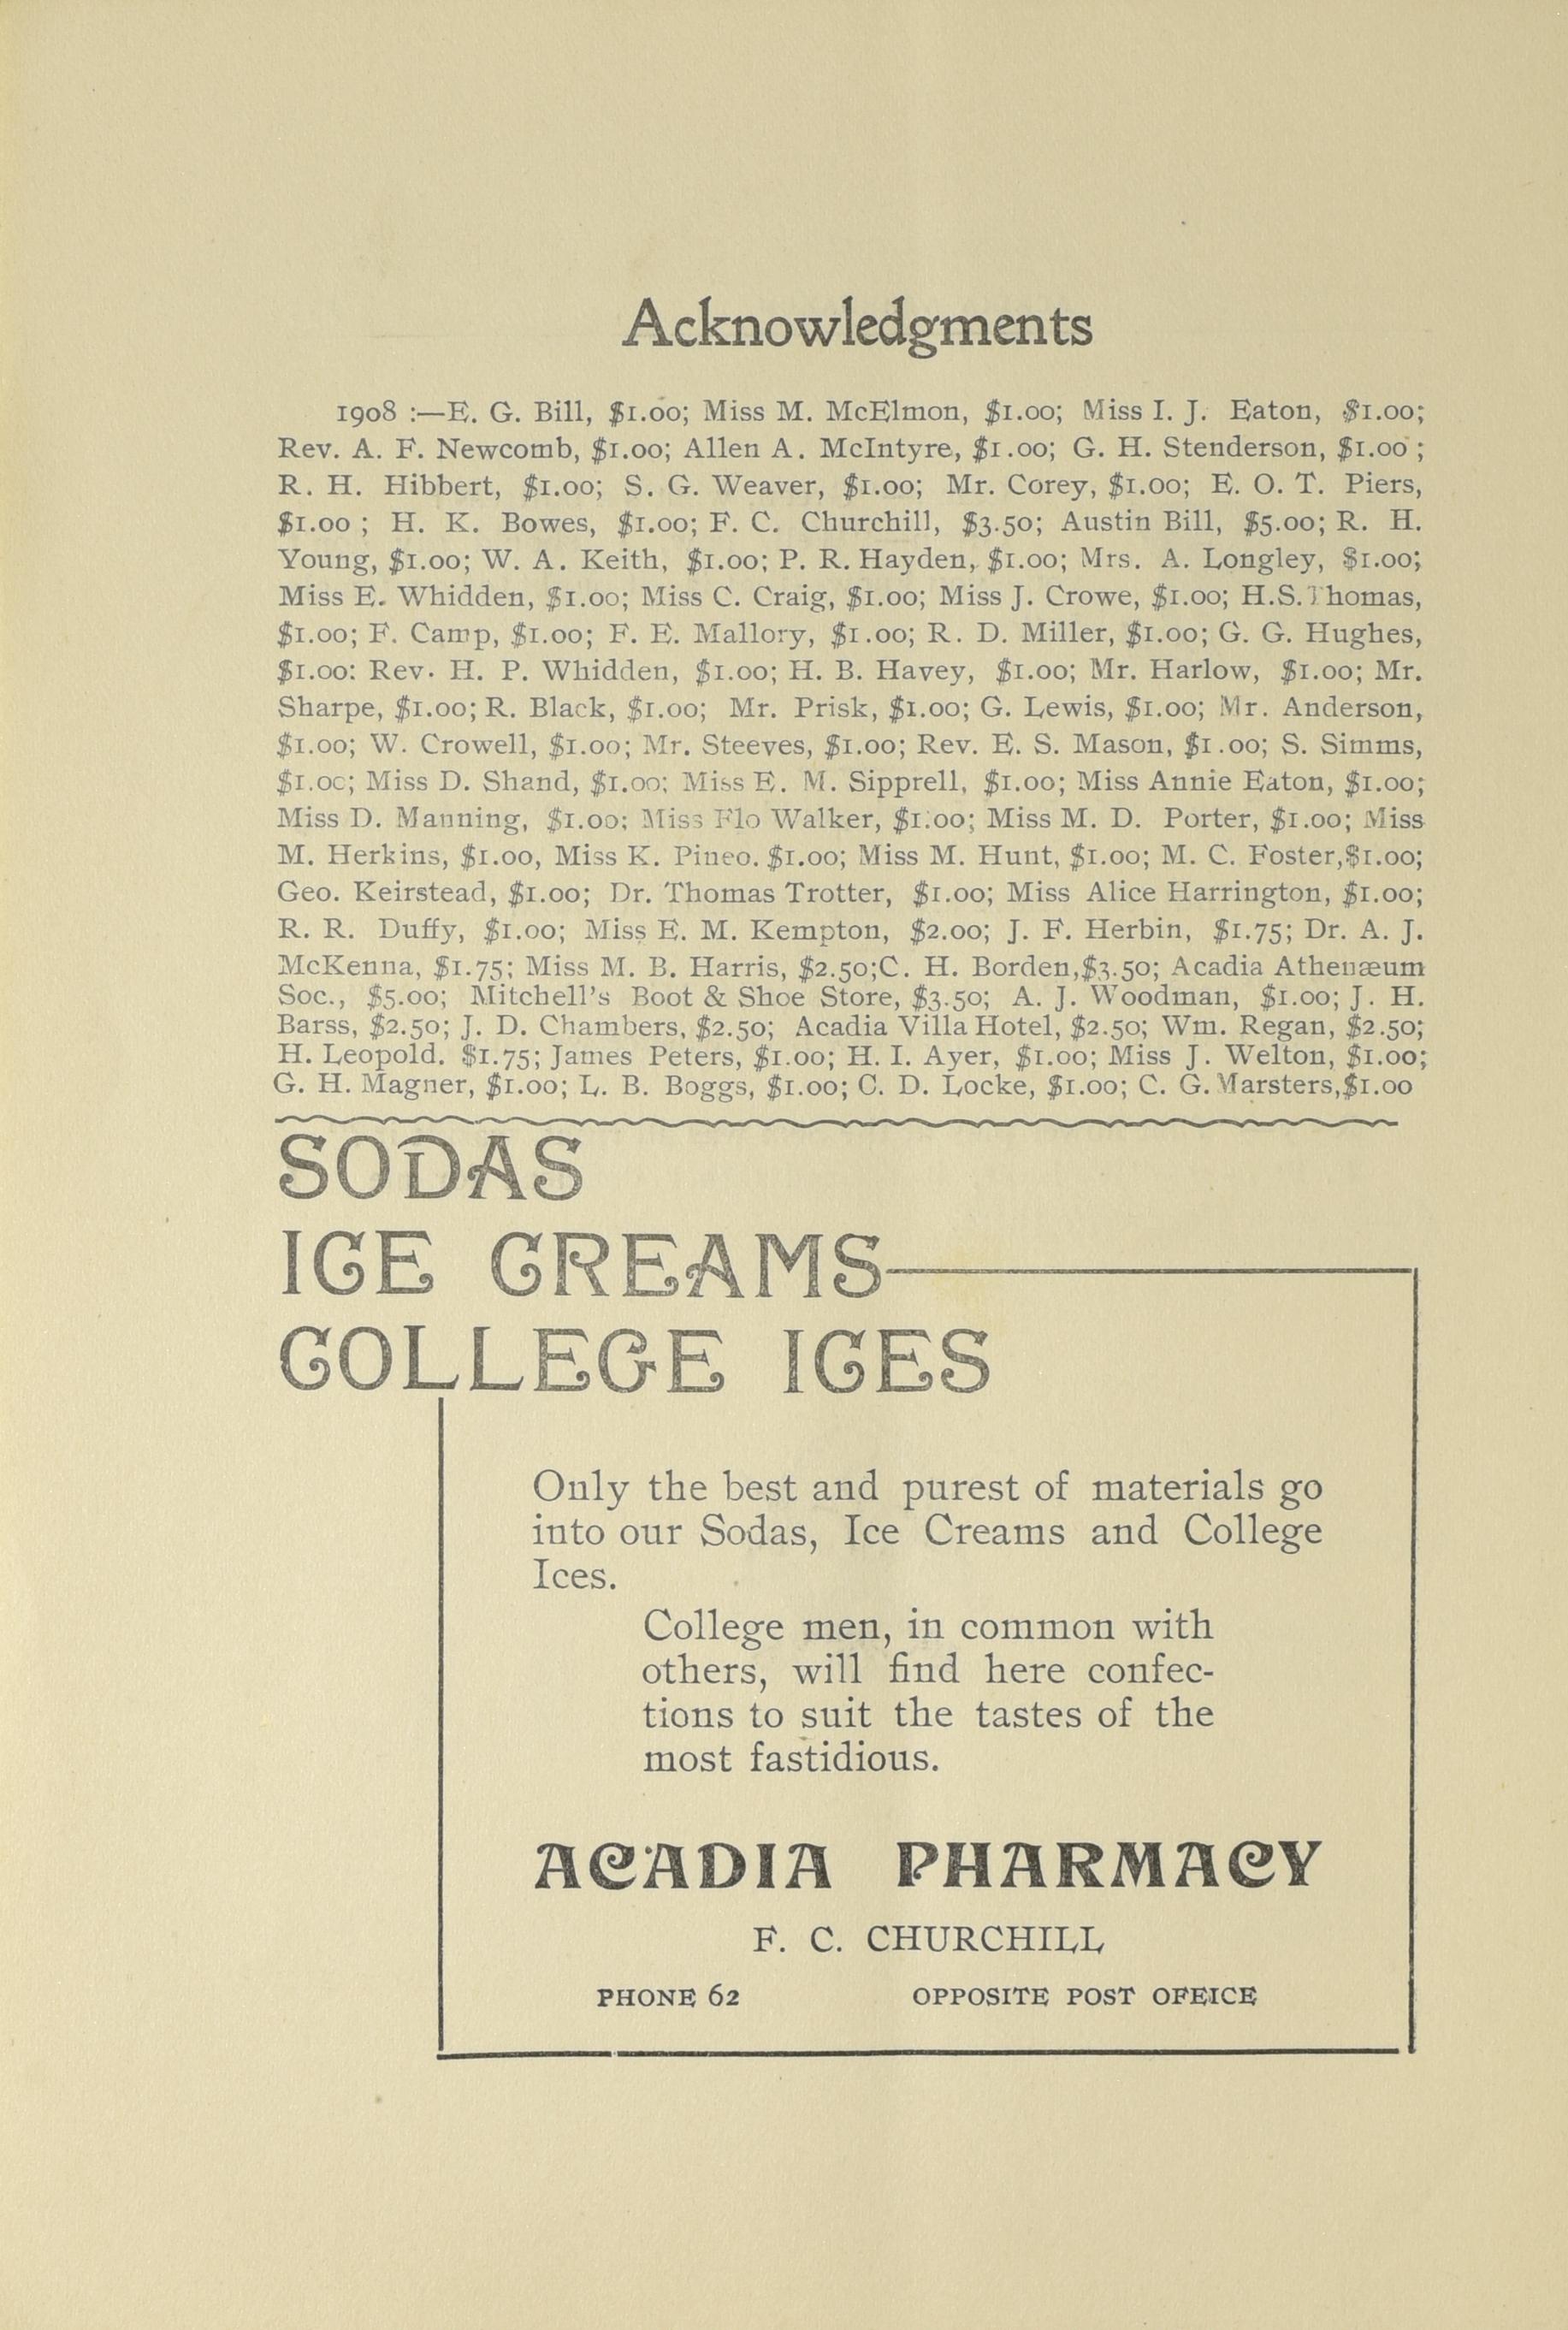 Acknowledgments
1908 :—E. G. Bill, $1.00; Miss M. McElmon, $1.00; Miss I. J. Eaton, $1.00;
Rev. A. F. Newcomb, $1.00; Allen A. McIntyre, $1.00; G. H. Stenderson, $1.00 ;
R. H. Hibbert, $1.00; S. G. Weaver, $1.00; Mr. Corey, $1.00; E. O. T. Piers,
$1.00 ; H. K. Bowes, $1.00; F. C. Churchill, $3.50; Austin Bill, $5.00; R. H.
Young, $1.00; W. A. Keith, $1.00; P. R. Hayden, $1.00; Mrs. A. Longley, $1.00;
Miss E. Whidden, $1.00; Miss C. Craig, $1.00; Miss J. Crowe, $1.00; H.S.Thomas,
$1.00; F. Camp, $1.00; F. E. Mallory, $1.00; R. D. Miller, $1.00; G. G. Hughes,
$1.00: Rev. H. P. Whidden, $1.00; H. B. Havey, $1.00; Mr. Harlow, $1.00; Mr.
Sharpe, $1.00; R. Black, $1.00; Mr. Prisk, $1.00; G. Lewis, $1.00; Mr. Anderson,
$1.00; W. Crowell, $1.00; Mr. Steeves, $1.00; Rev. E. S. Mason, $1.00; S. Simms,
$1.00; Miss D. Shand, $1.00; Miss E. M. Sipprell, $1.00; Miss Annie Eaton, $1.00;
Miss D. Manning, $1.00; Miss Flo Walker, $1.00; Miss M. D. Porter, $1.00; Miss
M. Herkins, $1.00, Miss K. Pineo. $1.00; Miss M. Hunt, $1.00; M. C. Foster,$1.00;
Geo. Keirstead, $1.00; Dr. Thomas Trotter, $1.00; Miss Alice Harrington, $1.00;
R. R. Duffy, $1.00; Miss E. M. Kempton, $2.00; J. F. Herbin, $1.75; Dr. A. J.
McKenna, $1.75; Miss M. B. Harris, $2.50;C. H. Borden,$3.50; Acadia Athenæum
Soc., $5.00; Mitchell's Boot & Shoe Store, $3.50; A. J. Woodman, $1.00; J. H.
Barss, $2.50; J. D. Chambers, $2.50; Acadia Villa Hotel, $2.50; Wm. Regan, $2.50;
H. Leopold. $1.75; James Peters, $1.00; H. I. Ayer, $1.00; Miss J. Welton, $1.00;
G. H. Magner, $1.00; L. B. Boggs, $1.00; C. D. Locke, $1.00; C. G. Marsters,$1.00
SODAS
ICE CREAMS
COLLEGE ICES
Only the best and purest of materials go
into our Sodas, Ice Creams and College
Ices.
College men, in common with
others, will find here confec-
tions to suit the tastes of the
most fastidious.
ACADIA PHARMACY
F. C. CHURCHILL
PHONE 62 OPPOSITE POST OFEICE